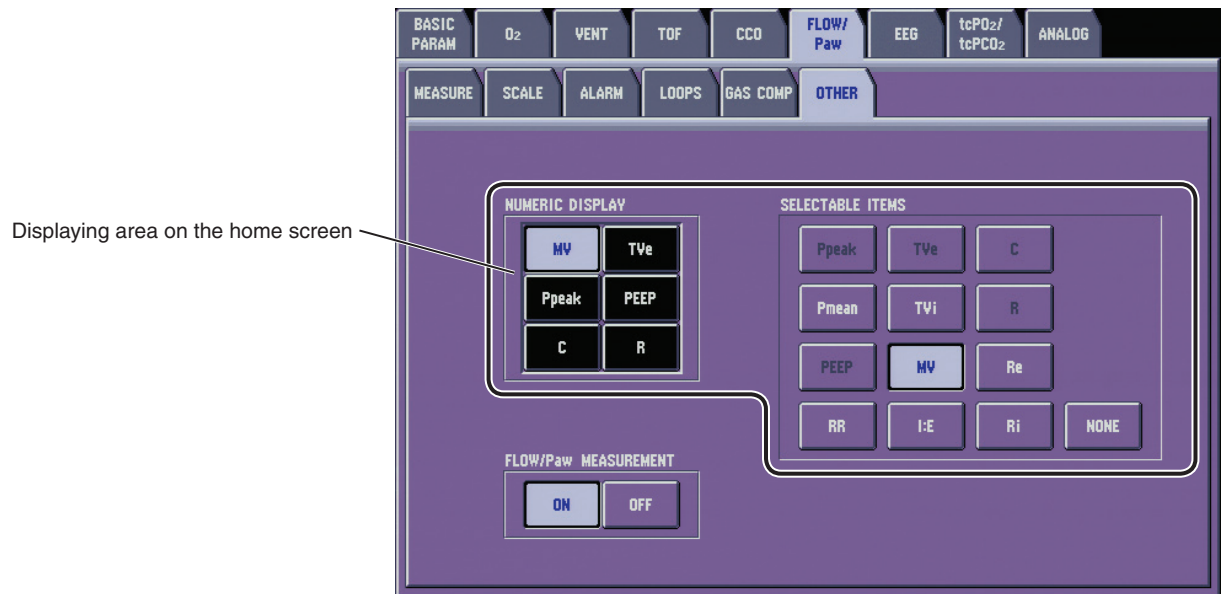 BASIC PARAM
O2
VENT
TOF
CCO
FLOW/ Paw
EEG
tcPO2/ tcPCO2
ANALOG
MEASURE
SCALE
ALARM
LOOPS
GAS COMP
OTHER
Displaying area on the home screen
NUMERIC DISPLAY
MV
TVe
Ppeak
PEEP
C
R
SELECTABLE ITEMS
Ppeak
TVe
C
Pmean
TVi
R
PEEP
MV
Re
RR
I:E
Ri
NONE
FLOW/Paw MEASUREMENT
ON
OFF